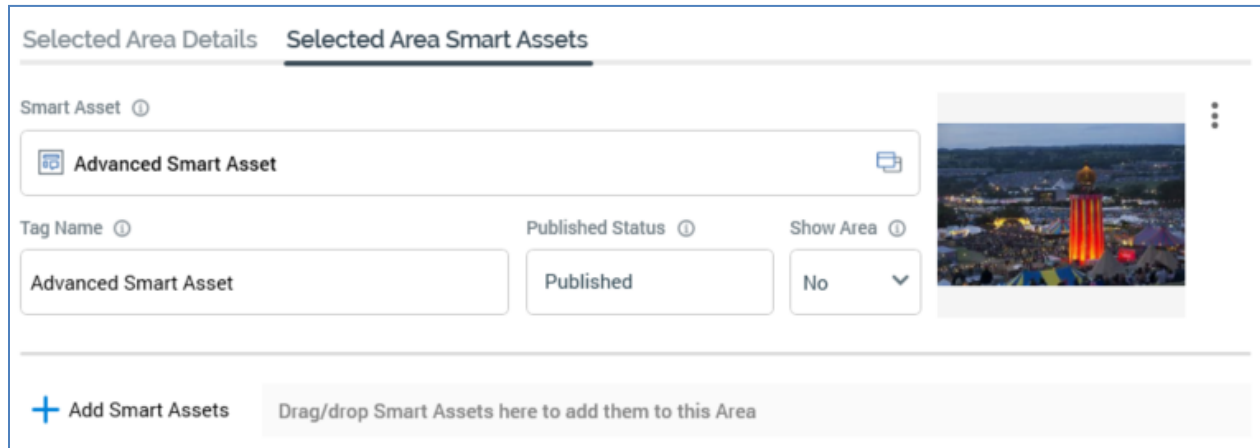 Selected Area Details Selected Area Smart Assets
Smart Asset
Advanced Smart Asset
Tag Name Published Status Show Area
Advanced Smart Asset Published No
Add Smart Assets Drag/drop Smart Assets here to add them to this Area